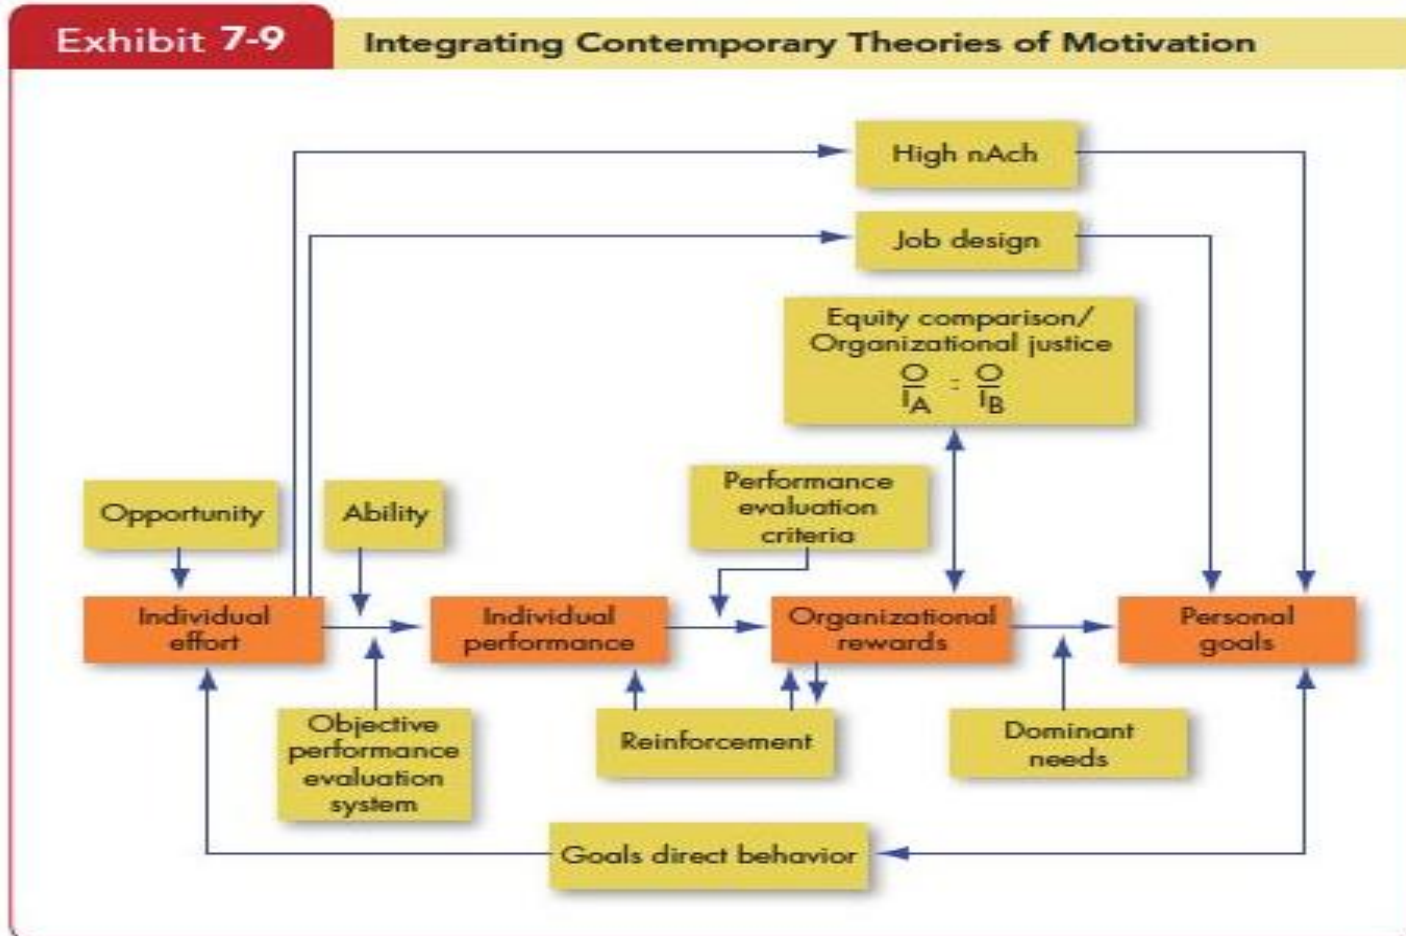 Exhibit 7-9
Integrating Contemporary Theories of Motivation
High nAch
Job design
Equity comparison/
Organizational justice
O O
IA : IB
Performance
evaluation
criteria
Opportunity
Ability
Individual
effort
Individual
performance
Organizational
rewards
Personal
goals
Objective
performance
evaluation
system
Reinforcement
Dominant
needs
Goals direct behavior